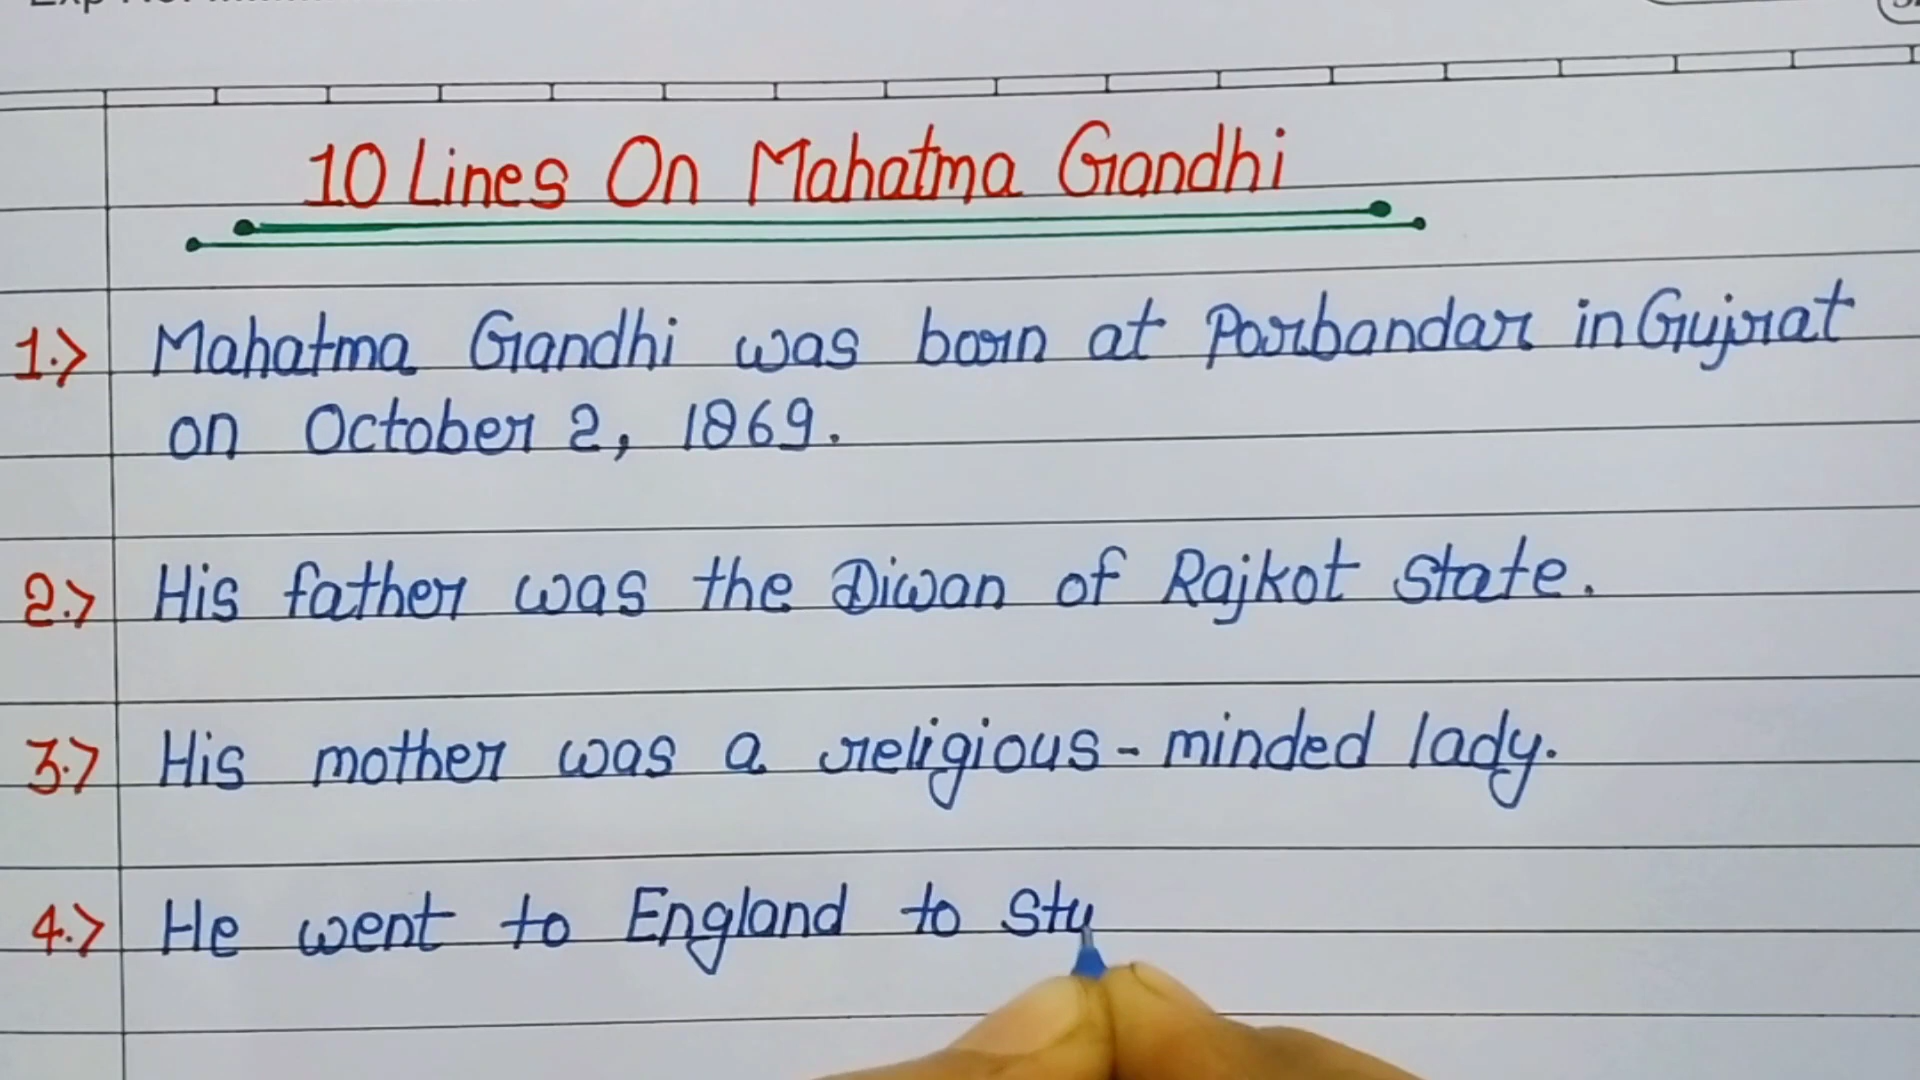 10 Lines On Mahatma Gandhi
1.> Mahatma Gandhi was born at Porbandar in Gujrat
on October 2, 1869.
2.> His father was the Diwan of Rajkot State.
3.> His mother was a religious-minded lady.
4.> He went to England to Stu